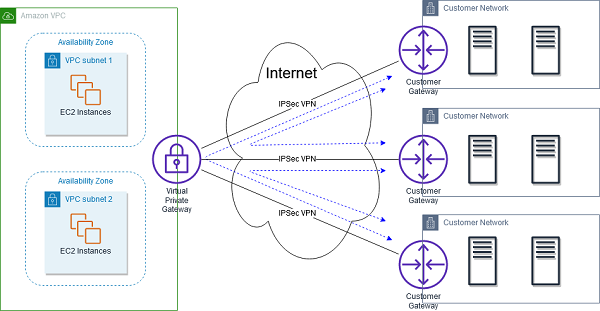 Amazon VPC
Availability Zone
VPC subnet 1
EC2 Instances
Availability Zone
VPC subnet 2
EC2 Instances
Virtual
Private
Gateway
Internet
IPSec VPN
IPSec VPN
IPSec VPN
Customer Network
Customer
Gateway
Customer Network
Customer
Gateway
Customer Network
Customer
Gateway